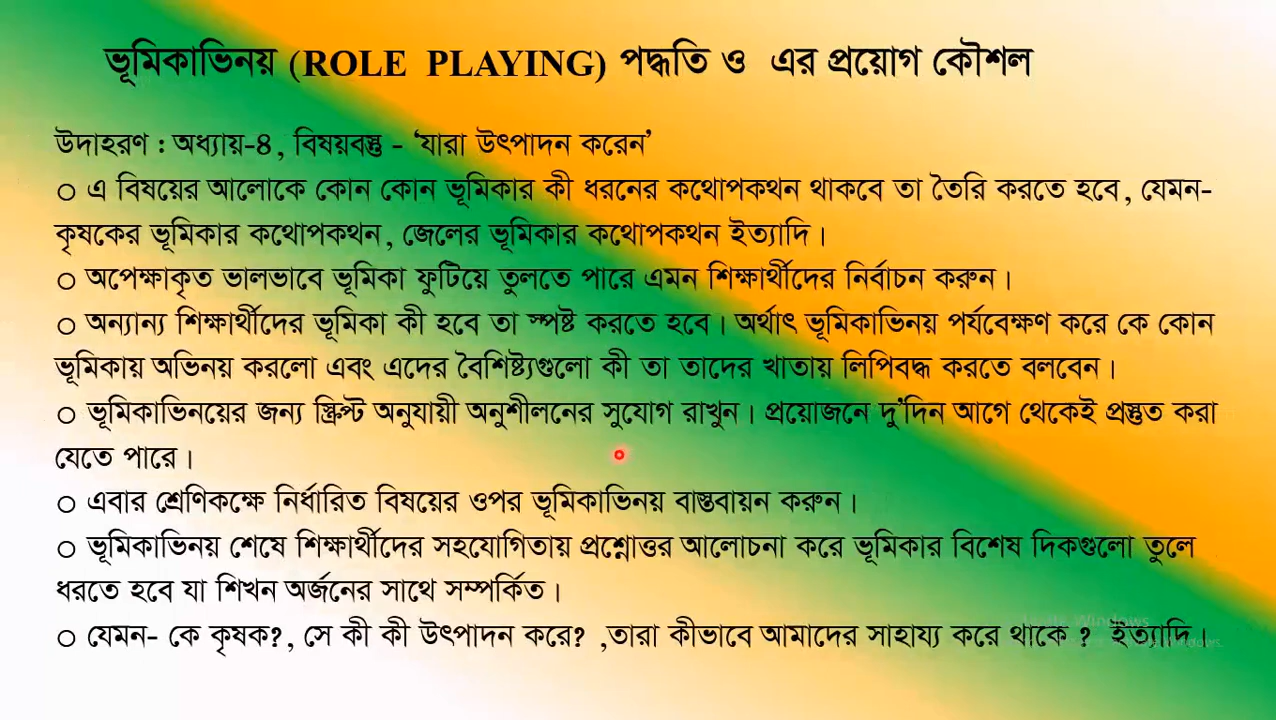 ভূমিকাভিনয় (ROLE PLAYING) পদ্ধতি ও এর প্রয়োগ কৌশল
উদাহরণ : অধ্যায়-৪, বিষয়বস্তু - ‘যারা উৎপাদন করেন’
○ এ বিষয়ের আলোকে কোন কোন ভূমিকার কী ধরনের কথোপকথন থাকবে তা তৈরি করতে হবে, যেমন-
কৃষকের ভূমিকার কথোপকথন, জেলের ভূমিকার কথোপকথন ইত্যাদি।
○ অপেক্ষাকৃত ভালভাবে ভূমিকা ফুটিয়ে তুলতে পারে এমন শিক্ষার্থীদের নির্বাচন করুন।
○ অন্যান্য শিক্ষার্থীদের ভূমিকা কী হবে তা স্পষ্ট করতে হবে। অর্থাৎ ভূমিকাভিনয় পর্যবেক্ষণ করে কে কোন
ভূমিকায় অভিনয় করলো এবং এদের বৈশিষ্ট্যগুলো কী তা তাদের খাতায় লিপিবদ্ধ করতে বলবেন।
○ ভূমিকাভিনয়ের জন্য স্ক্রিপ্ট অনুযায়ী অনুশীলনের সুযোগ রাখুন। প্রয়োজনে দু’দিন আগে থেকেই প্রস্তুত করা
যেতে পারে।
○ এবার শ্রেণিকক্ষে নির্ধারিত বিষয়ের ওপর ভূমিকাভিনয় বাস্তবায়ন করুন।
○ ভূমিকাভিনয় শেষে শিক্ষার্থীদের সহযোগিতায় প্রশ্নোত্তর আলোচনা করে ভূমিকার বিশেষ দিকগুলো তুলে
ধরতে হবে যা শিখন অর্জনের সাথে সম্পর্কিত।
○ যেমন- কে কৃষক?, সে কী কী উৎপাদন করে? ,তারা কীভাবে আমাদের সাহায্য করে থাকে ? ইত্যাদি।